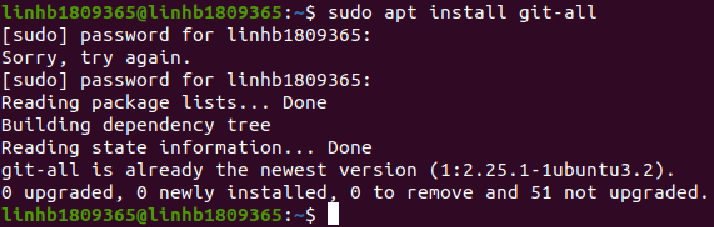 linhb1809365@linhb1809365:~$ sudo apt install git-all
[sudo] password for linhb1809365:
Sorry, try again.
[sudo] password for linhb1809365:
Reading package lists... Done
Building dependency tree
Reading state information... Done
git-all is already the newest version (1:2.25.1-1ubuntu3.2).
0 upgraded, 0 newly installed, 0 to remove and 51 not upgraded.
linhb1809365@linhb1809365:~$